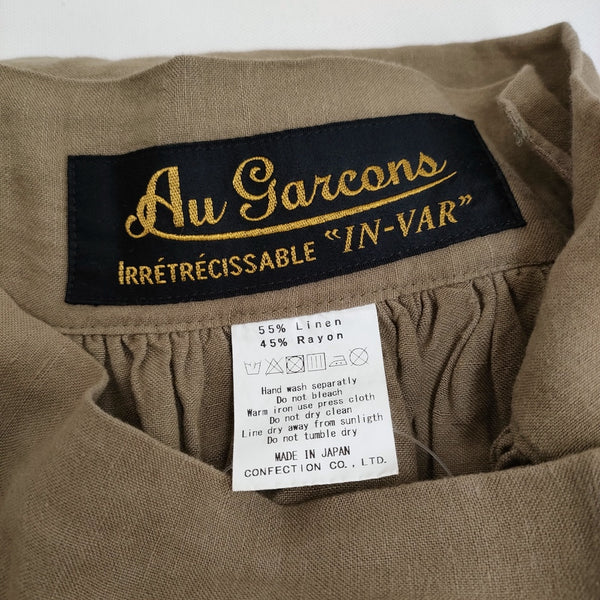 Au Garcons
IRRÉTRÉCISSABLE "IN-VAR"
55% Linen
45% Rayon
Hand wash separatly
Do not bleach
Warm iron use press cloth
Do not dry clean
Line dry away from sunligth
Do not tumble dry
MADE IN JAPAN
CONFECTION CO., LTD.